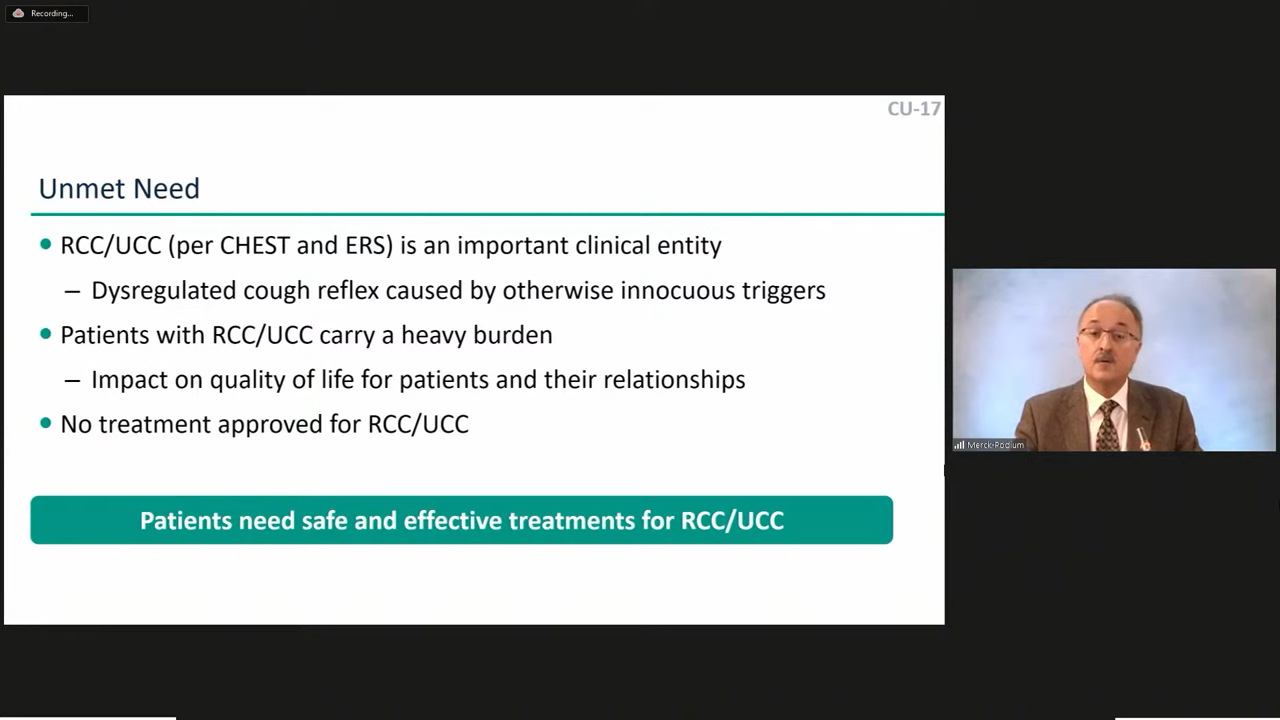 Recording...
CU-17
Unmet Need
• RCC/UCC (per CHEST and ERS) is an important clinical entity
– Dysregulated cough reflex caused by otherwise innocuous triggers
• Patients with RCC/UCC carry a heavy burden
– Impact on quality of life for patients and their relationships
• No treatment approved for RCC/UCC
Patients need safe and effective treatments for RCC/UCC
Merck-Podium